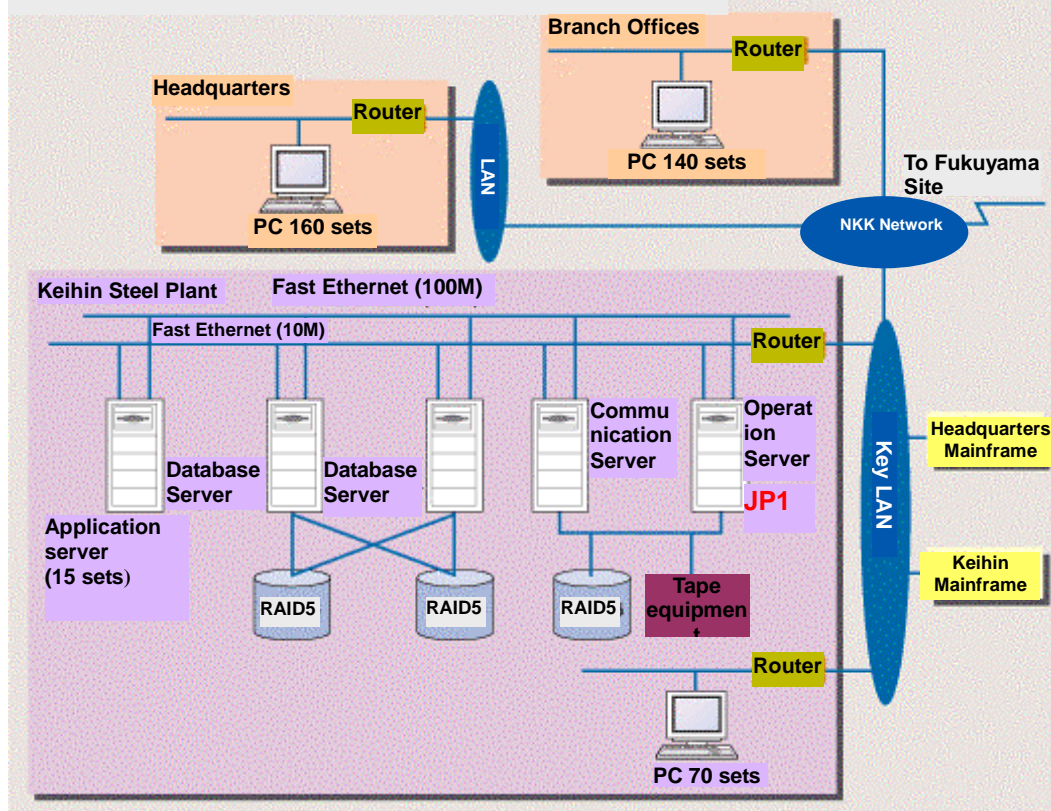 Branch Offices
Router
Headquarters
Router
LAN
PC 140 sets
To Fukuyama
Site
PC 160 sets
NKK Network
Keihin Steel Plant
Fast Ethernet (100M)
Fast Ethernet (10M)
Router
Commu
nication
Server
Operat
ion
Server
JP1
Headquarters
Mainframe
Key LAN
Database
Server
Database
Server
Application
server
(15 sets)
Keihin
Mainframe
RAID5
RAID5
RAID5
Tape
equipmen
t
Router
PC 70 sets